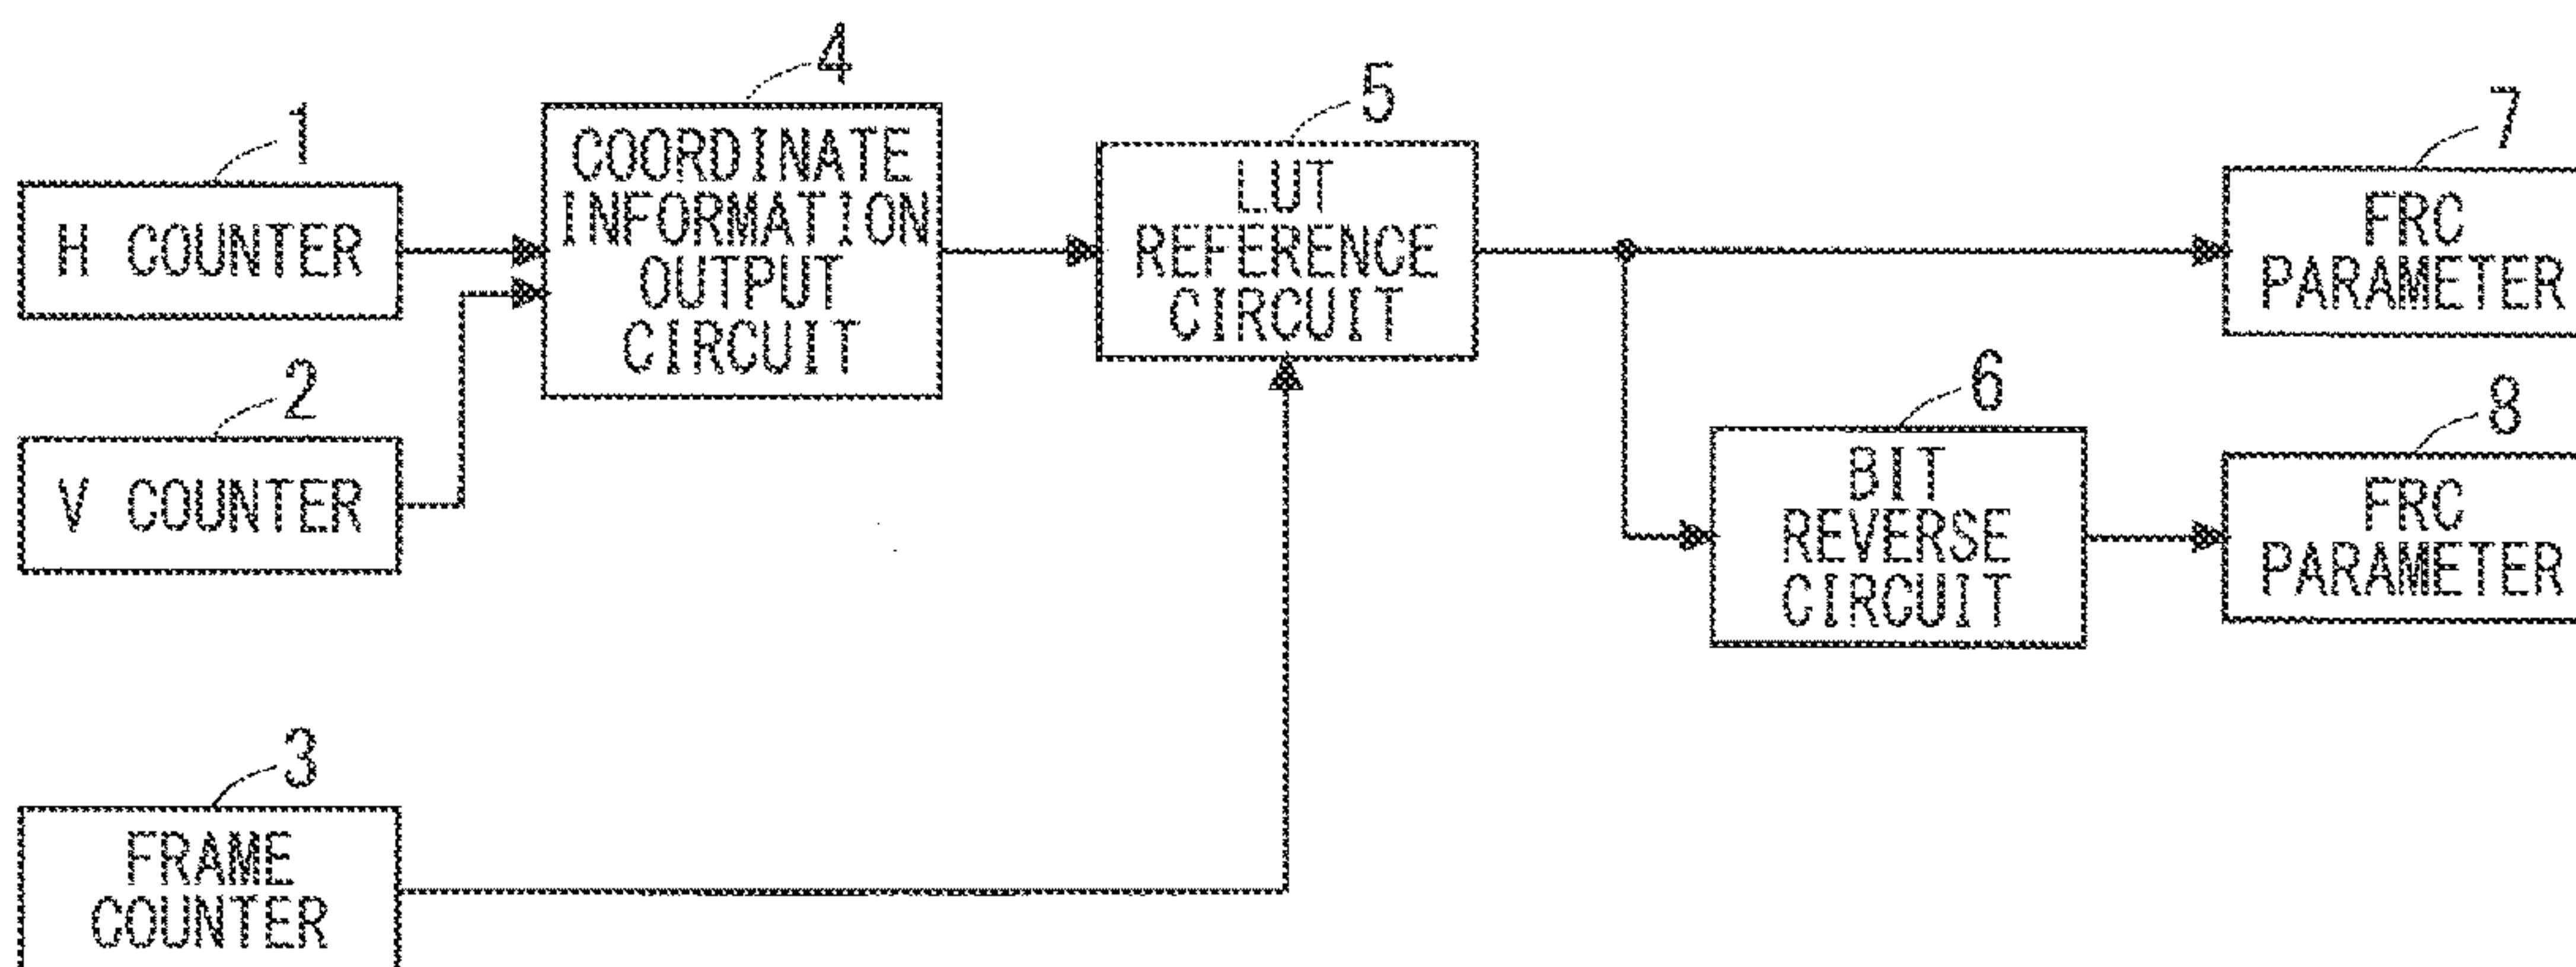 1
H COUNTER
2
V COUNTER
3
FRAME
COUNTER
4
COORDINATE
INFORMATION
OUTPUT
CIRCUIT
5
LUT
REFERENCE
CIRCUIT
6
BIT
REVERSE
CIRCUIT
7
FRC
PARAMETER
8
FRC
PARAMETER